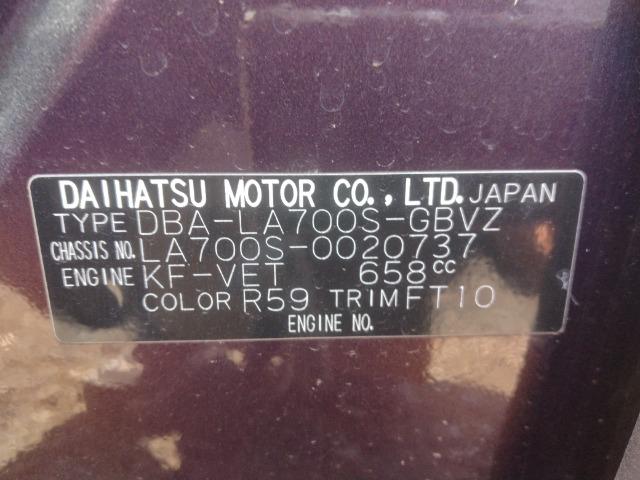 DAIHATSU MOTOR CO.,LTD. JAPAN
TYPE DBA-LA700S-GBVZ
CHASSIS NO. LA700S-0020737
ENGINE KF-VET 658cc
COLOR R59 TRIM FT10
ENGINE NO.